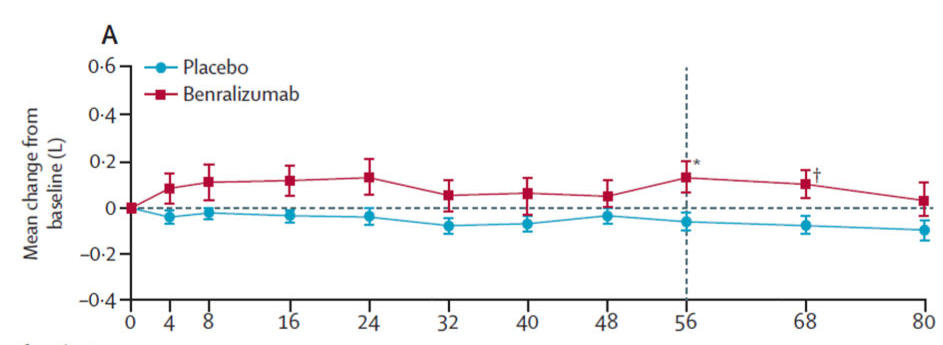 A
0·6
Placebo
Benralizumab
0·4
0·2
0
–0·2
–0·4
Mean change from
baseline (L)
*
†
0 4 8 16 24 32 40 48 56 68 80